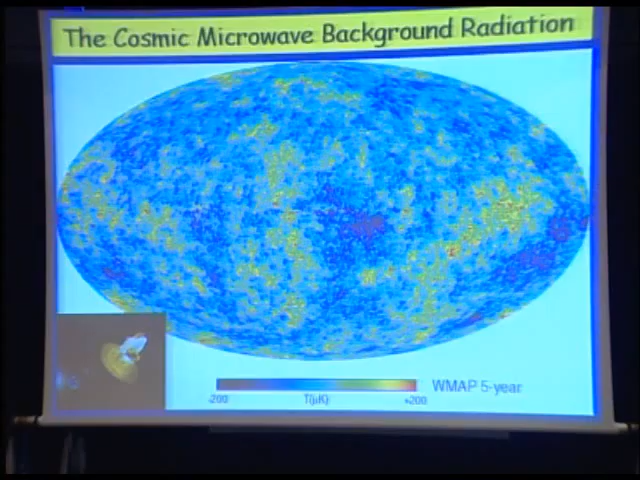 The Cosmic Microwave Background Radiation
WMAP 5-year
-200 T(μK) +200